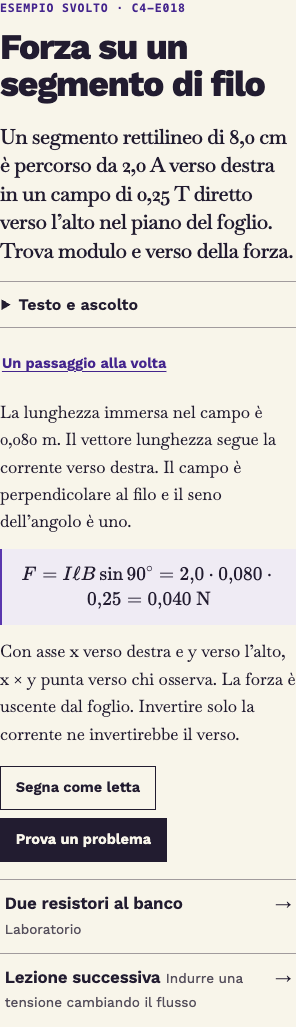 ESEMPIO SVOLTO · C4–E018
Forza su un
segmento di filo
Un segmento rettilineo di 8,0 cm
è percorso da 2,0 A verso destra
in un campo di 0,25 T diretto
verso l’alto nel piano del foglio.
Trova modulo e verso della forza.
▶ Testo e ascolto
Un passaggio alla volta
La lunghezza immersa nel campo è
0,080 m. Il vettore lunghezza segue la
corrente verso destra. Il campo è
perpendicolare al filo e il seno
dell’angolo è uno.
F = IℓB sin 90° = 2,0 · 0,080 ·
0,25 = 0,040 N
Con asse x verso destra e y verso l’alto,
x × y punta verso chi osserva. La forza è
uscente dal foglio. Invertire solo la
corrente ne invertirebbe il verso.
Segna come letta
Prova un problema
Due resistori al banco →
Laboratorio
Lezione successiva Indurre una →
tensione cambiando il flusso